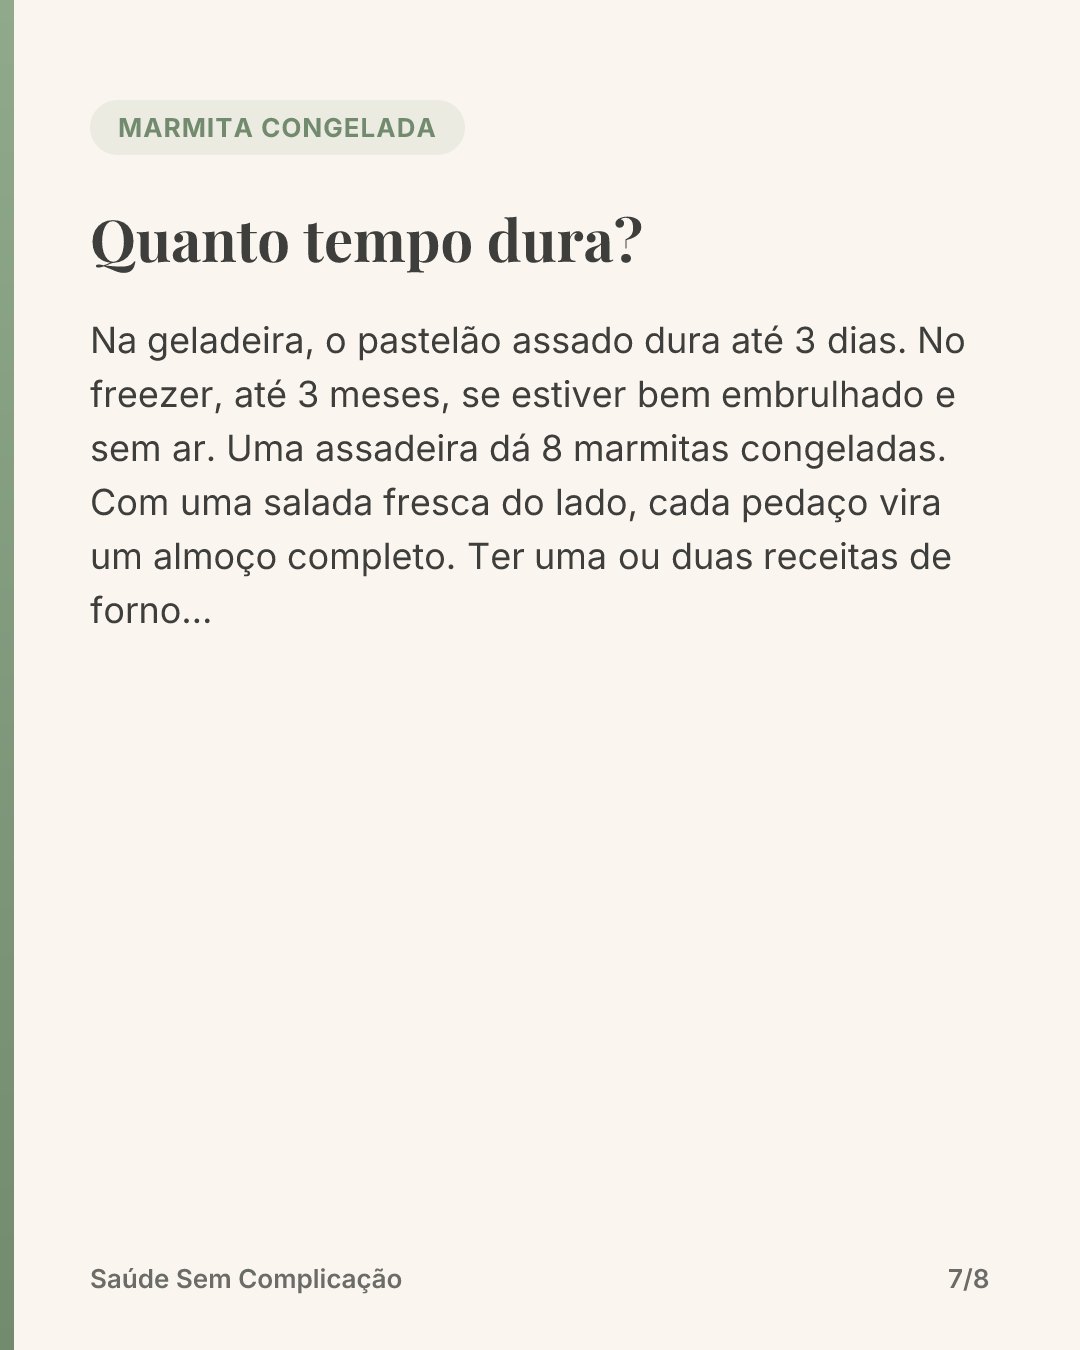 MARMITA CONGELADA
Quanto tempo dura?
Na geladeira, o pastelão assado dura até 3 dias. No
freezer, até 3 meses, se estiver bem embrulhado e
sem ar. Uma assadeira dá 8 marmitas congeladas.
Com uma salada fresca do lado, cada pedaço vira
um almoço completo. Ter uma ou duas receitas de
forno...
Saúde Sem Complicação
7/8